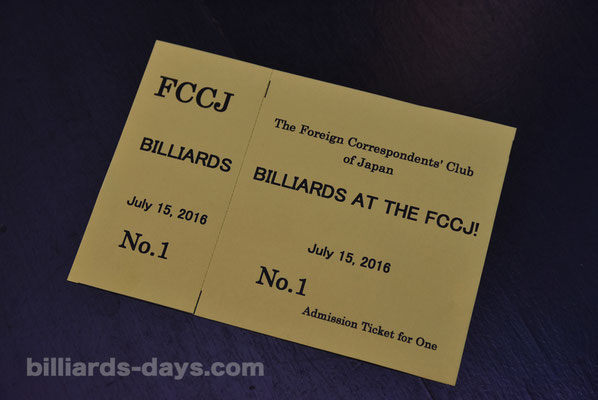 FCCJ
BILLIARDS
July 15, 2016
No.1
The Foreign Correspondents' Club
of Japan
BILLIARDS AT THE FCCJ!
July 15, 2016
No.1
Admission Ticket for One
billiards-days.com